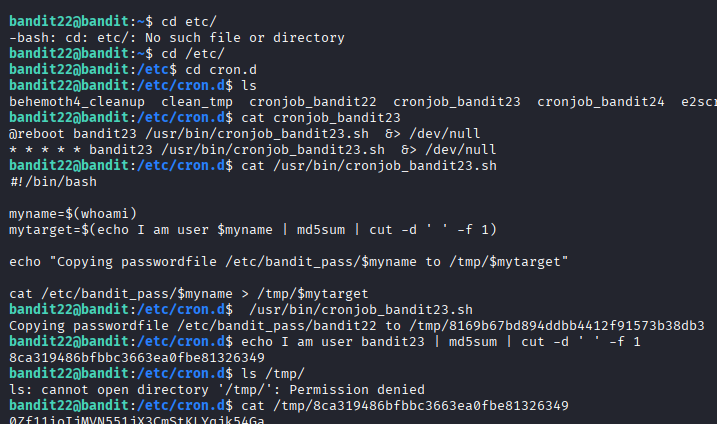 bandit22@bandit:~$ cd etc/
-bash: cd: etc/: No such file or directory
bandit22@bandit:~$ cd /etc/
bandit22@bandit:/etc$ cd cron.d
bandit22@bandit:/etc/cron.d$ ls
behemoth4_cleanup  clean_tmp  cronjob_bandit22  cronjob_bandit23  cronjob_bandit24  e2scr
bandit22@bandit:/etc/cron.d$ cat cronjob_bandit23
@reboot bandit23 /usr/bin/cronjob_bandit23.sh  &> /dev/null
* * * * * bandit23 /usr/bin/cronjob_bandit23.sh  &> /dev/null
bandit22@bandit:/etc/cron.d$ cat /usr/bin/cronjob_bandit23.sh
#!/bin/bash
myname=$(whoami)
mytarget=$(echo I am user $myname | md5sum | cut -d ' ' -f 1)
echo "Copying passwordfile /etc/bandit_pass/$myname to /tmp/$mytarget"
cat /etc/bandit_pass/$myname > /tmp/$mytarget
bandit22@bandit:/etc/cron.d$  /usr/bin/cronjob_bandit23.sh
Copying passwordfile /etc/bandit_pass/bandit22 to /tmp/8169b67bd894ddbb4412f91573b38db3
bandit22@bandit:/etc/cron.d$ echo I am user bandit23 | md5sum | cut -d ' ' -f 1
8ca319486bfbbc3663ea0fbe81326349
bandit22@bandit:/etc/cron.d$ ls /tmp/
ls: cannot open directory '/tmp/': Permission denied
bandit22@bandit:/etc/cron.d$ cat /tmp/8ca319486bfbbc3663ea0fbe81326349